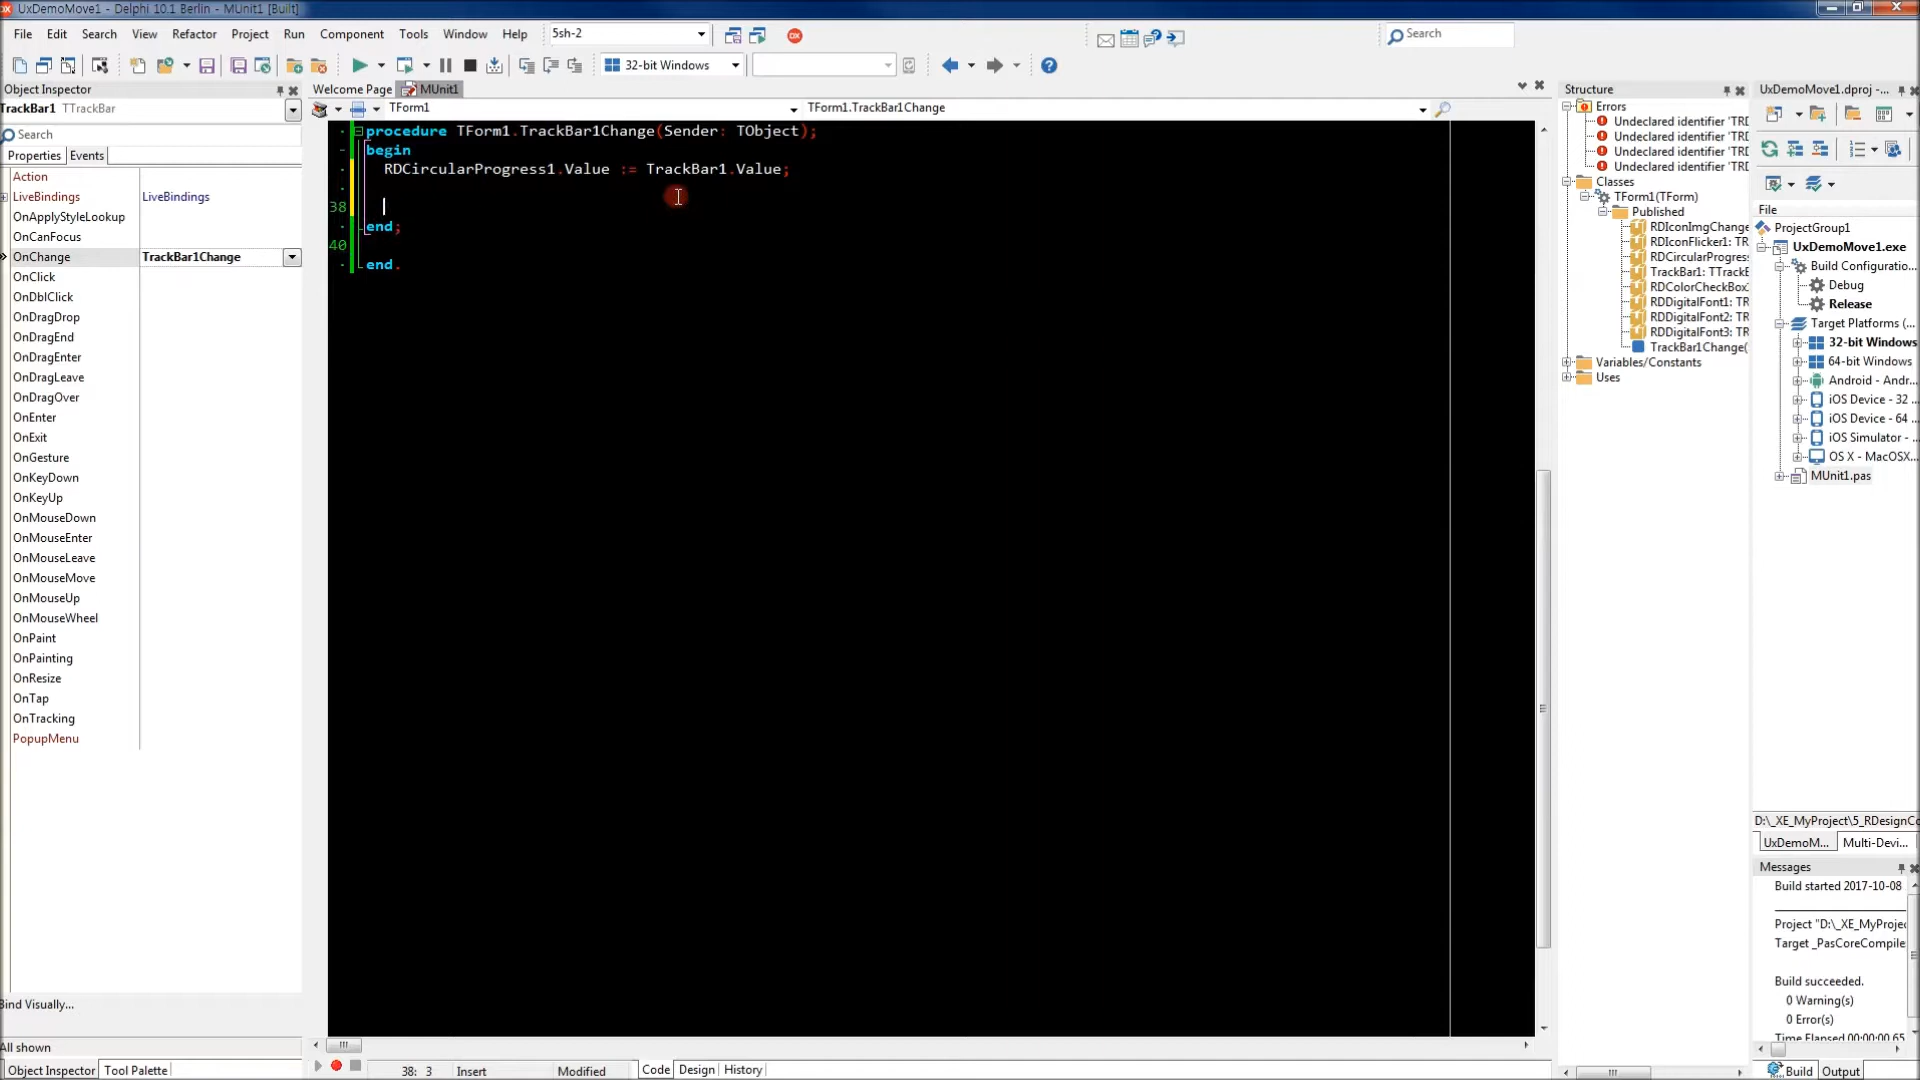 UxDemoMove1 - Delphi 10.1 Berlin - MUnit1 [Built]
File Edit Search View Refactor Project Run Component Tools Window Help
5sh-2
Search
32-bit Windows
Object Inspector
TrackBar1 TTrackBar
Search
Properties Events
Action
LiveBindings LiveBindings
OnApplyStyleLookup
OnCanFocus
OnChange TrackBar1Change
OnClick
OnDblClick
OnDragDrop
OnDragEnd
OnDragEnter
OnDragLeave
OnDragOver
OnEnter
OnExit
OnGesture
OnKeyDown
OnKeyUp
OnMouseDown
OnMouseEnter
OnMouseLeave
OnMouseMove
OnMouseUp
OnMouseWheel
OnPaint
OnPainting
OnResize
OnTap
OnTracking
PopupMenu
Bind Visually...
All shown
Object Inspector Tool Palette
Welcome Page MUnit1
TForm1 TForm1.TrackBar1Change
procedure TForm1.TrackBar1Change(Sender: TObject);
begin
RDCircularProgress1.Value := TrackBar1.Value;
38
end;
40
end.
38: 3 Insert Modified Code Design History
Structure
Errors
Undeclared identifier 'TRD
Undeclared identifier 'TRD
Undeclared identifier 'TRD
Undeclared identifier 'TRD
Classes
TForm1(TForm)
Published
RDIconImgChange
RDIconFlicker1: TR
RDCircularProgress
TrackBar1: TTrackB
RDColorCheckBox
RDDigitalFont1: TR
RDDigitalFont2: TR
RDDigitalFont3: TR
TrackBar1Change(
Variables/Constants
Uses
UxDemoMove1.dproj -...
File
ProjectGroup1
UxDemoMove1.exe
Build Configuratio...
Debug
Release
Target Platforms (...
32-bit Windows
64-bit Windows
Android - Andr...
iOS Device - 32 ...
iOS Device - 64 ...
iOS Simulator - ...
OS X - MacOSX...
MUnit1.pas
D:\_XE_MyProject\5_RDesignCo
UxDemoM... Multi-Devi...
Messages
Build started 2017-10-08
Project "D:\_XE_MyProjec
Target _PasCoreCompile
Build succeeded.
0 Warning(s)
0 Error(s)
Time Elapsed 00:00:00.65
Build Output